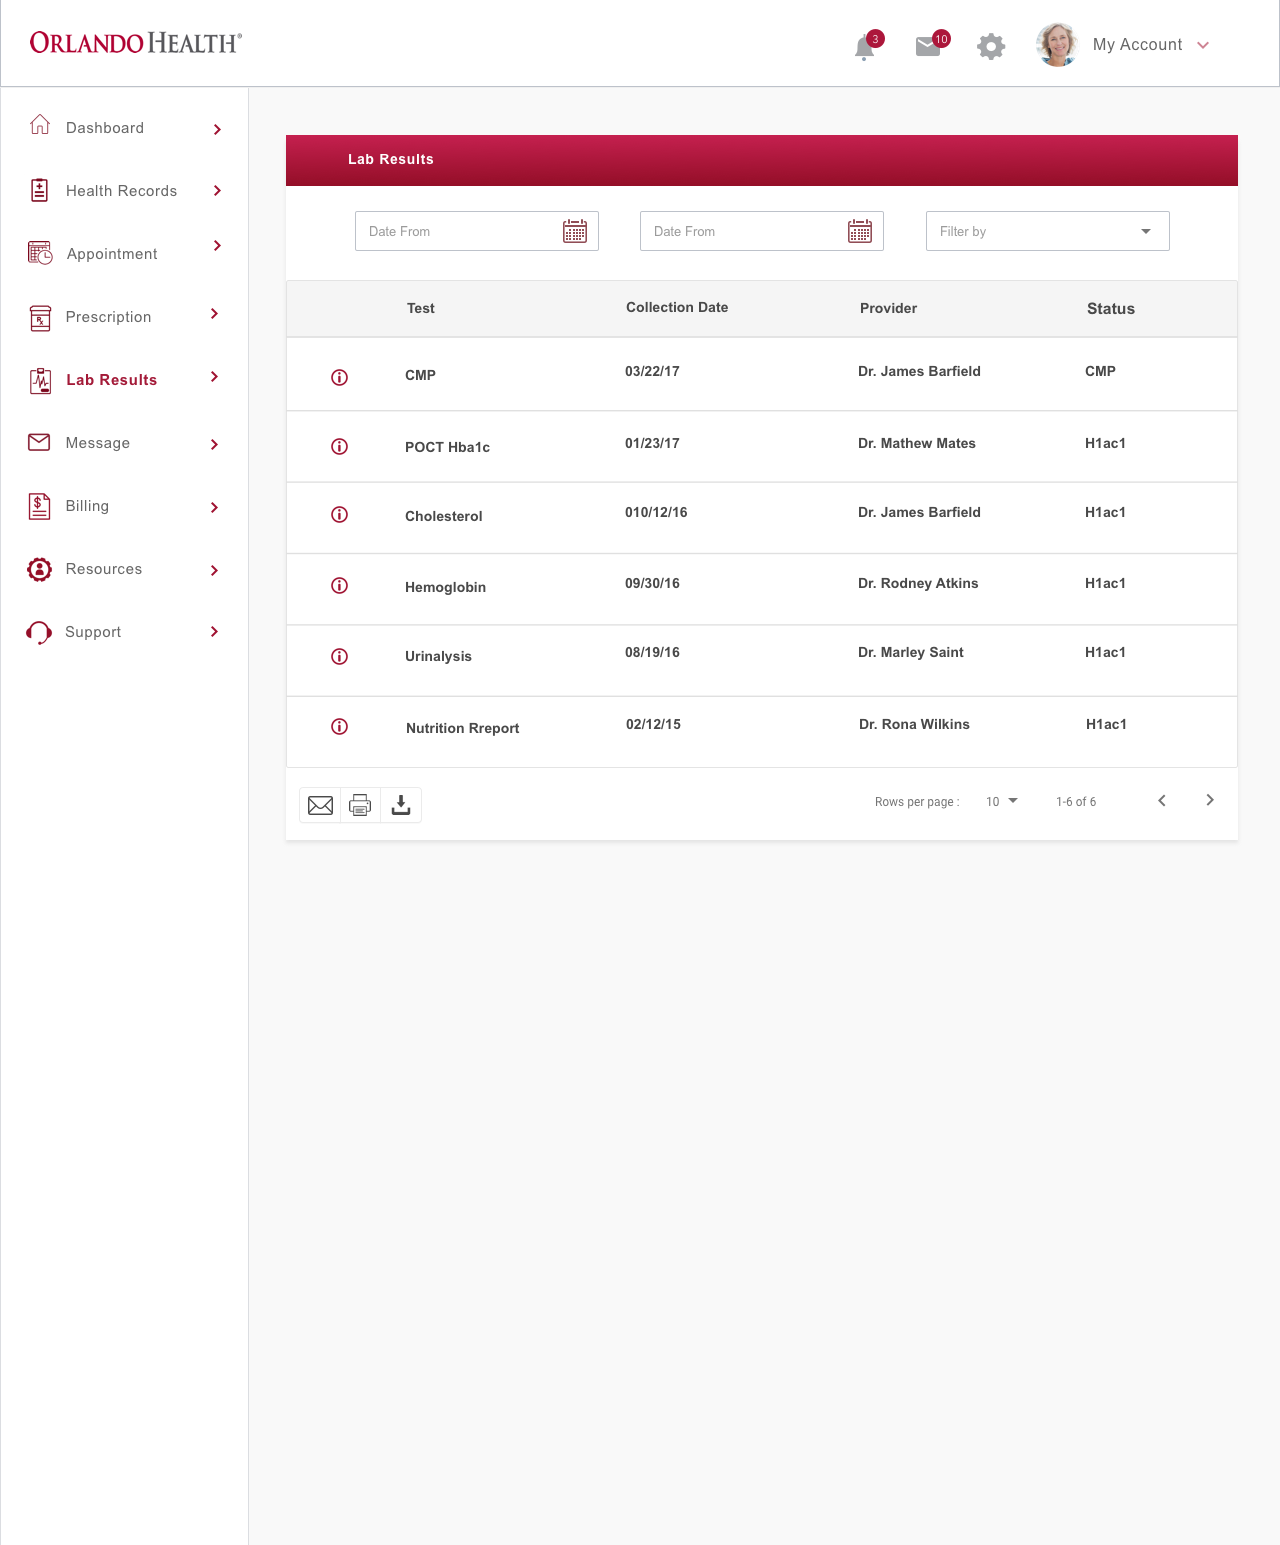 ORLANDO HEALTH®
3
10
My Account
Dashboard
Health Records
Appointment
Prescription
Lab Results
Message
Billing
Resources
Support
Lab Results
Date From
Date From
Filter by
Test Collection Date Provider Status
CMP 03/22/17 Dr. James Barfield CMP
POCT Hba1c 01/23/17 Dr. Mathew Mates H1ac1
Cholesterol 010/12/16 Dr. James Barfield H1ac1
Hemoglobin 09/30/16 Dr. Rodney Atkins H1ac1
Urinalysis 08/19/16 Dr. Marley Saint H1ac1
Nutrition Rreport 02/12/15 Dr. Rona Wilkins H1ac1
Rows per page : 10 1-6 of 6